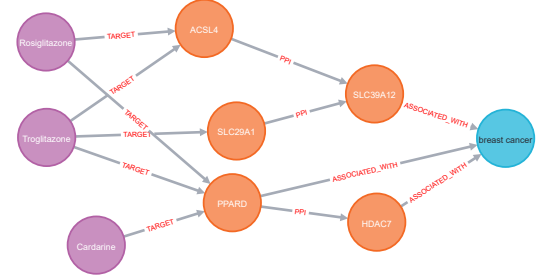 ACSL4
Rosiglitazone
TARGET
TARGET
PPI
TARGET
SLC39A12
ASSOCIATED_WITH
PPI
Troglitazone
TARGET
SLC29A1
breast cancer
TARGET
ASSOCIATED_WITH
ASSOCIATED_WITH
PPARD
PPI
HDAC7
TARGET
Cardarine